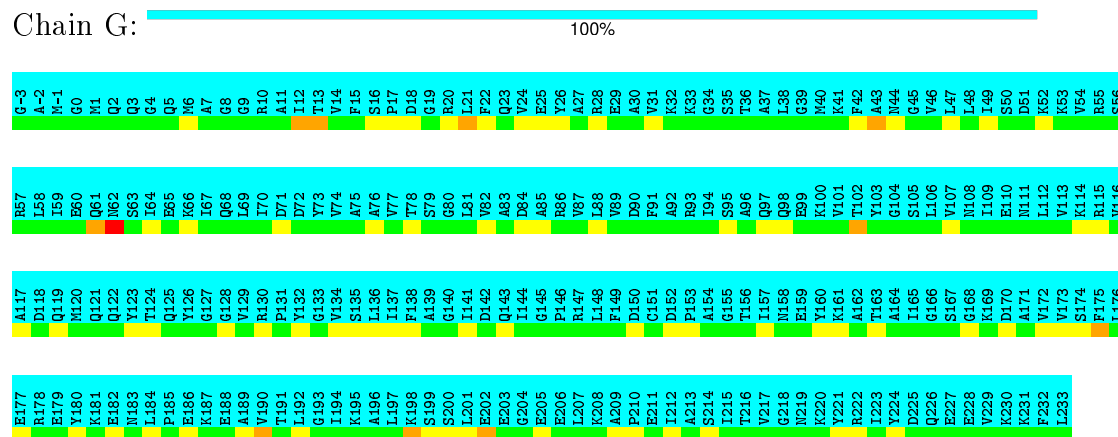 Chain G:
100%
G-3 A-2 M-1 G0 M1 Q2 Q3 G4 Q5 M6 A7 G8 G9 R10 A11 I12 T13 V14 F15 S16 P17 D18 G19 R20 L21 F22 Q23 V24 E25 Y26 A27 R28 E29 A30 V31 K32 K33 G34 S35 T36 A37 L38 G39 M40 K41 F42 A43 N44 G45 V46 L47 L48 I49 S50 D51 K52 K53 V54 R55
R57 L58 I59 E60 Q61 N62 S63 I64 E65 K66 I67 Q68 L69 I70 D71 D72 Y73 V74 A75 A76 V77 T78 S79 G80 L81 V82 A83 D84 A85 R86 V87 L88 V89 D90 F91 A92 R93 I94 S95 A96 Q97 Q98 E99 K100 V101 T102 Y103 G104 S105 L106 V107 N108 I109 E110 N111 L112 V113 K114 R115
A117 D118 Q119 M120 Q121 Q122 Y123 T124 Q125 Y126 G127 G128 V129 R130 P131 Y132 G133 V134 S135 L136 I137 F138 A139 G140 I141 D142 Q143 I144 G145 P146 R147 L148 F149 D150 C151 D152 P153 A154 G155 T156 I157 N158 E159 Y160 K161 A162 T163 A164 I165 G166 S167 G168 K169 D170 A171 V172 V173 S174 F175 L176
E177 R178 E179 Y180 K181 E182 N183 L184 P185 E186 K187 E188 A189 V190 T191 L192 G193 I194 K195 A196 L197 K198 S199 S200 L201 E202 E203 G204 E205 E206 L207 K208 A209 P210 E211 I212 A213 S214 I215 T216 V217 G218 N219 K220 Y221 R222 I223 Y224 D225 Q226 E227 E228 V229 K230 K231 F232 L233